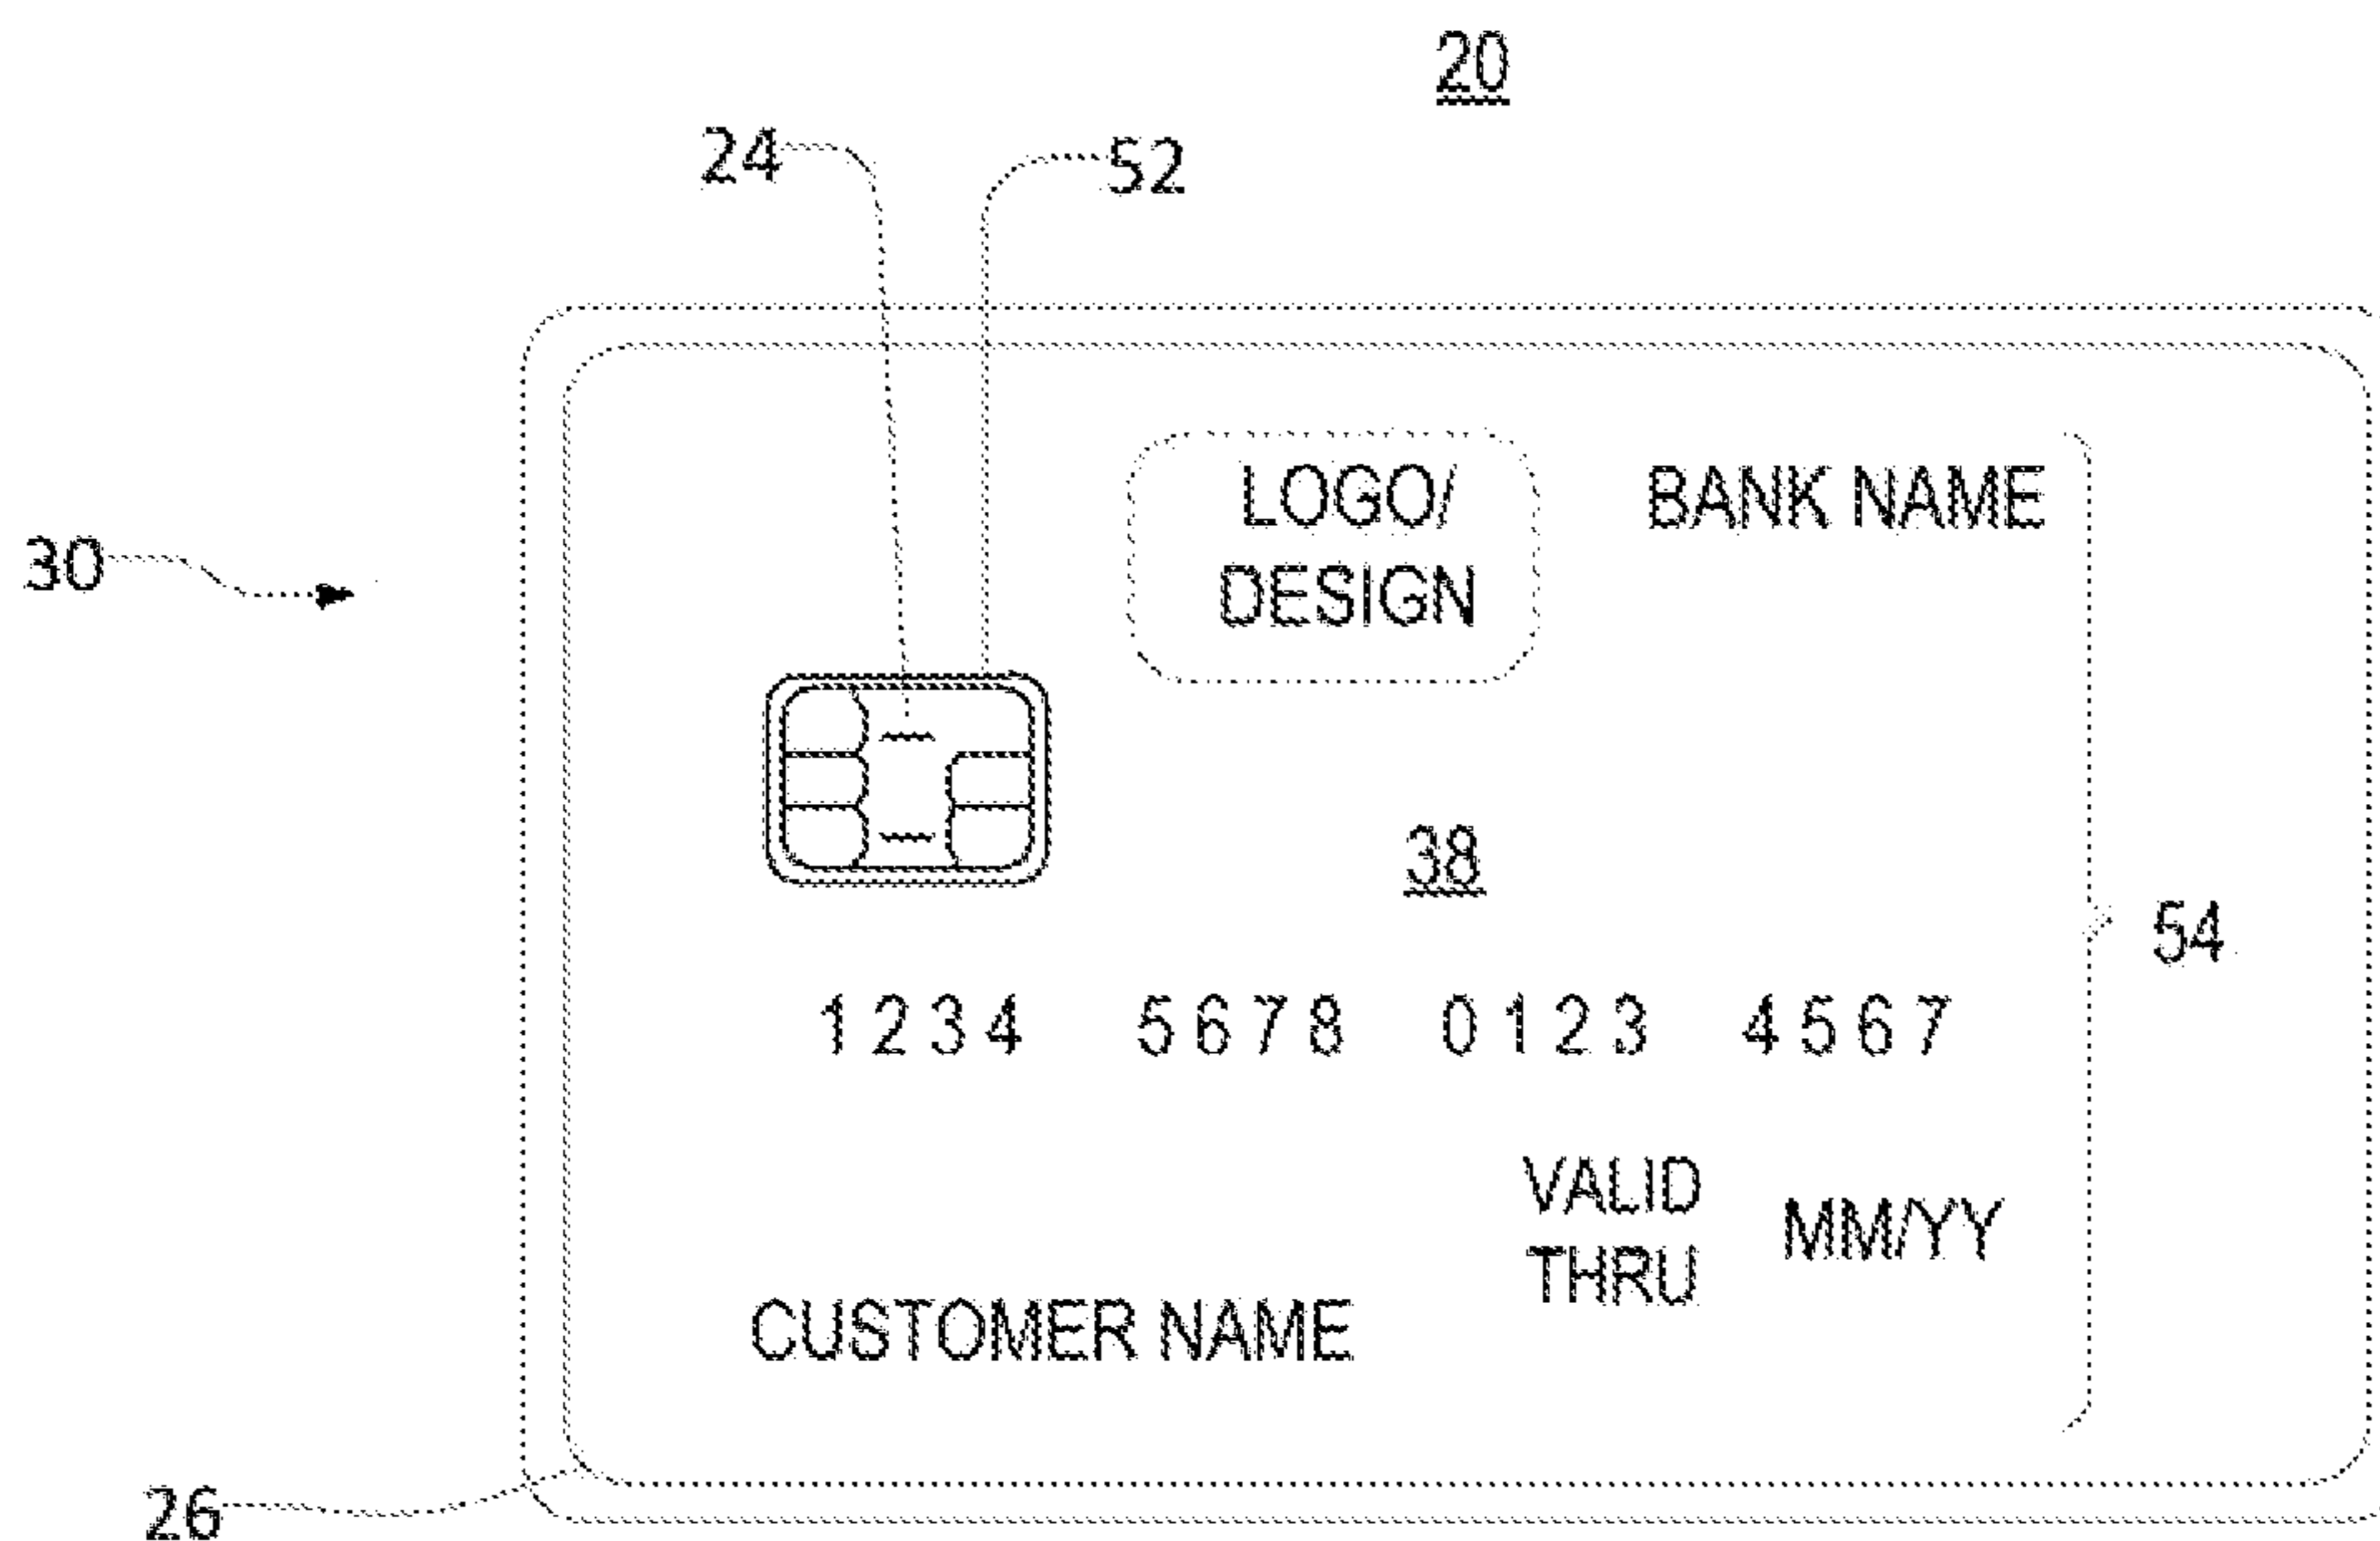 20
24
52
LOGO/
DESIGN
BANK NAME
30
38
54
1234 5678 0123 4567
VALID
THRU
MM/YY
CUSTOMER NAME
26